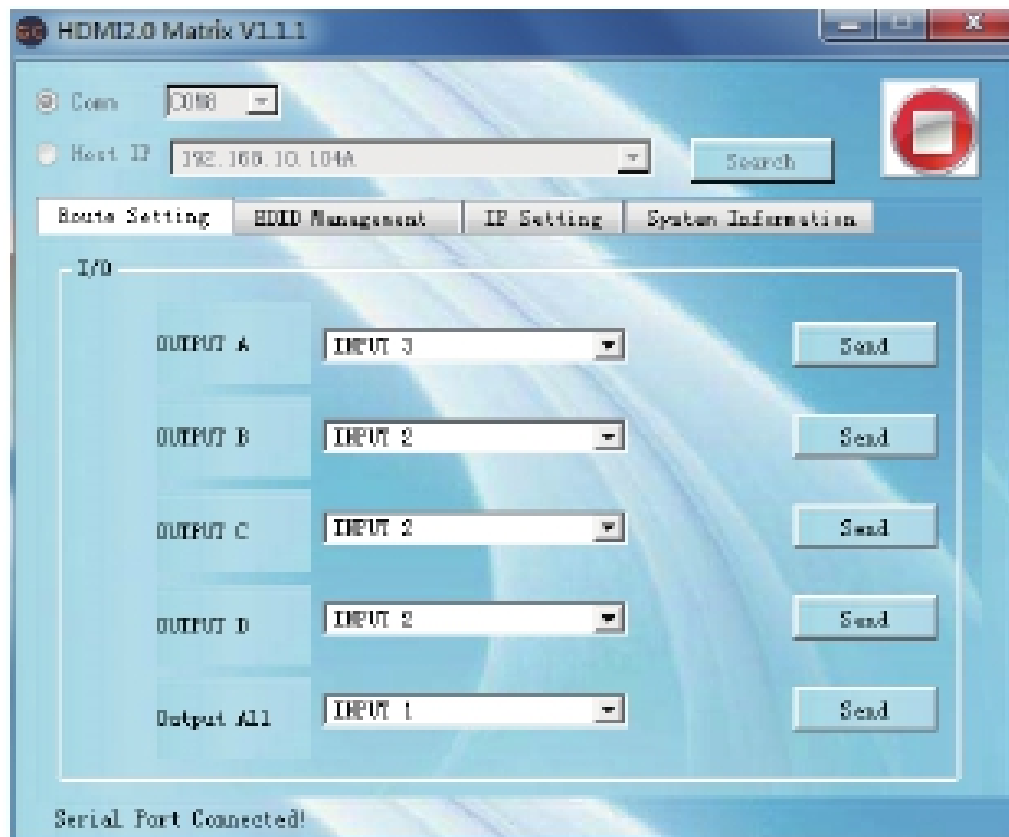 HDMI2.0 Matrix V1.1.1
Comm COM8
Host IP 192.168.10.104A Search
Route Setting EDID Management IP Setting System Information
I/O
OUTPUT A INPUT 3 Send
OUTPUT B INPUT 2 Send
OUTPUT C INPUT 2 Send
OUTPUT D INPUT 2 Send
Output All INPUT 1 Send
Serial Port Connected!